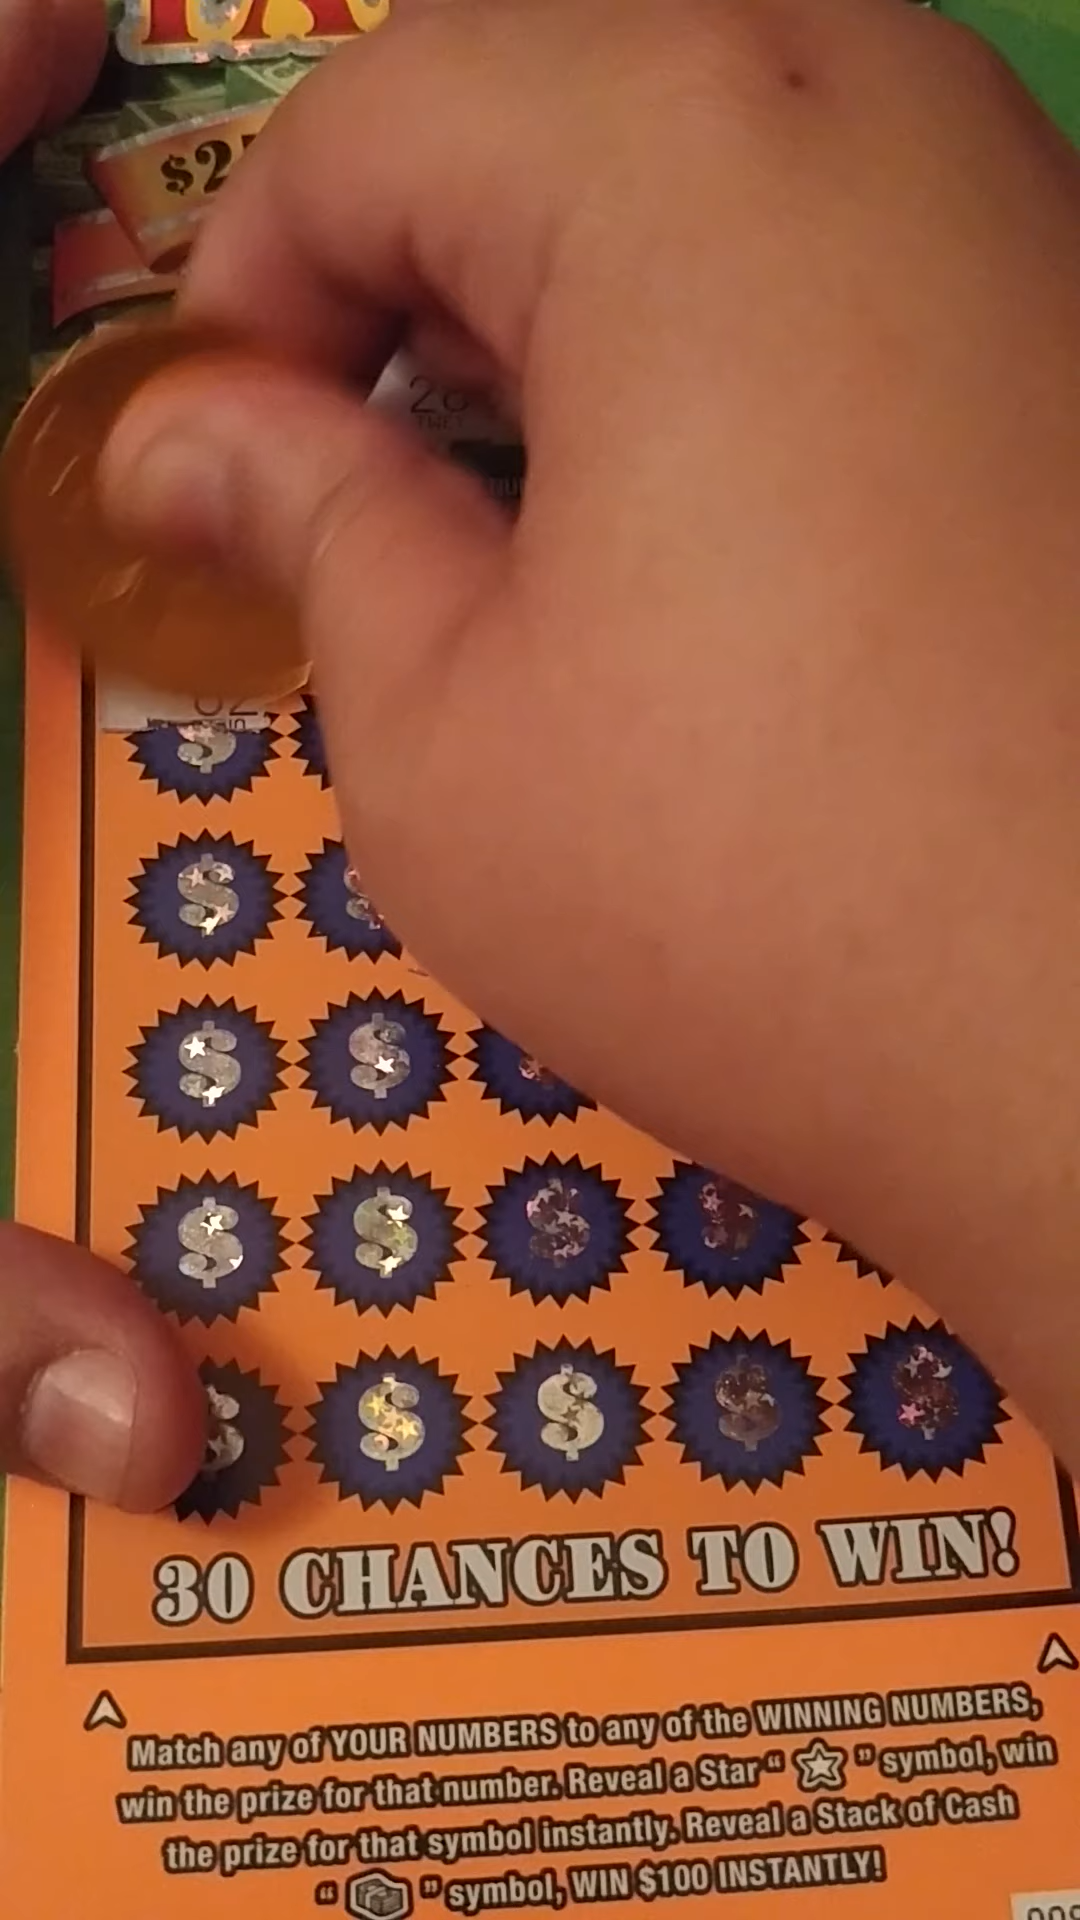 $2
28
30 CHANCES TO WIN!
Match any of YOUR NUMBERS to any of the WINNING NUMBERS,
win the prize for that number. Reveal a Star “ ” symbol, win
the prize for that symbol instantly. Reveal a Stack of Cash
“ ” symbol, WIN $100 INSTANTLY!